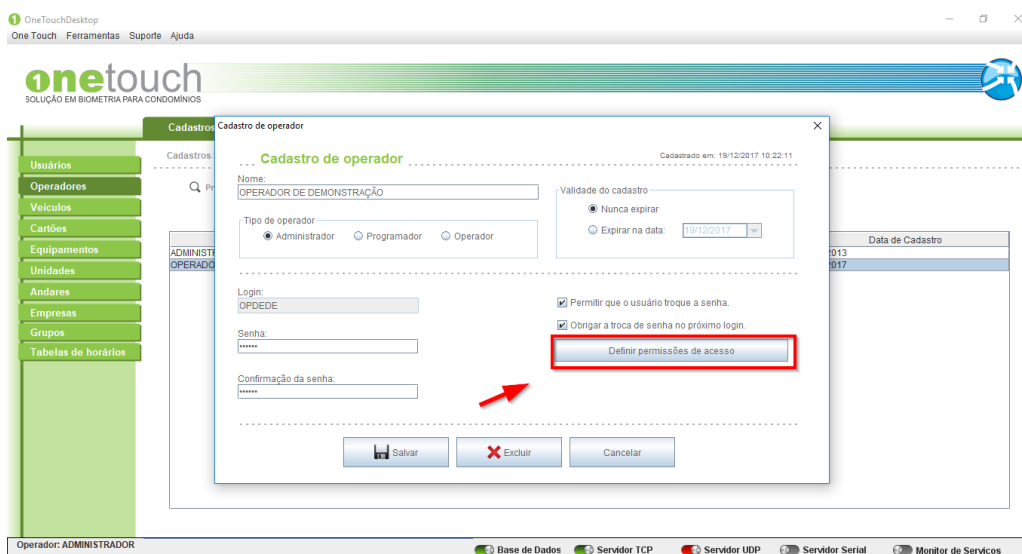 OneTouchDesktop
One Touch Ferramentas Suporte Ajuda
onetouch
SOLUÇÃO EM BIOMETRIA PARA CONDOMÍNIOS
Cadastros
Cadastro de operador
Cadastros
Cadastro de operador
Cadastrado em: 19/12/2017 10:22:11
Usuários
Operadores
Veículos
Cartões
Equipamentos
Unidades
Andares
Empresas
Grupos
Tabelas de horários
Nome:
OPERADOR DE DEMONSTRAÇÃO
Tipo de operador
Administrador Programador Operador
Validade do cadastro
Nunca expirar
Expirar na data: 19/12/2017
Data de Cadastro
ADMINIST
2013
OPERADO
2017
Login:
OPDEDE
Senha:
••••••
Confirmação da senha:
••••••
Permitir que o usuário troque a senha.
Obrigar a troca de senha no próximo login.
Definir permissões de acesso
Salvar Excluir Cancelar
Operador: ADMINISTRADOR
Base de Dados Servidor TCP Servidor UDP Servidor Serial Monitor de Serviços